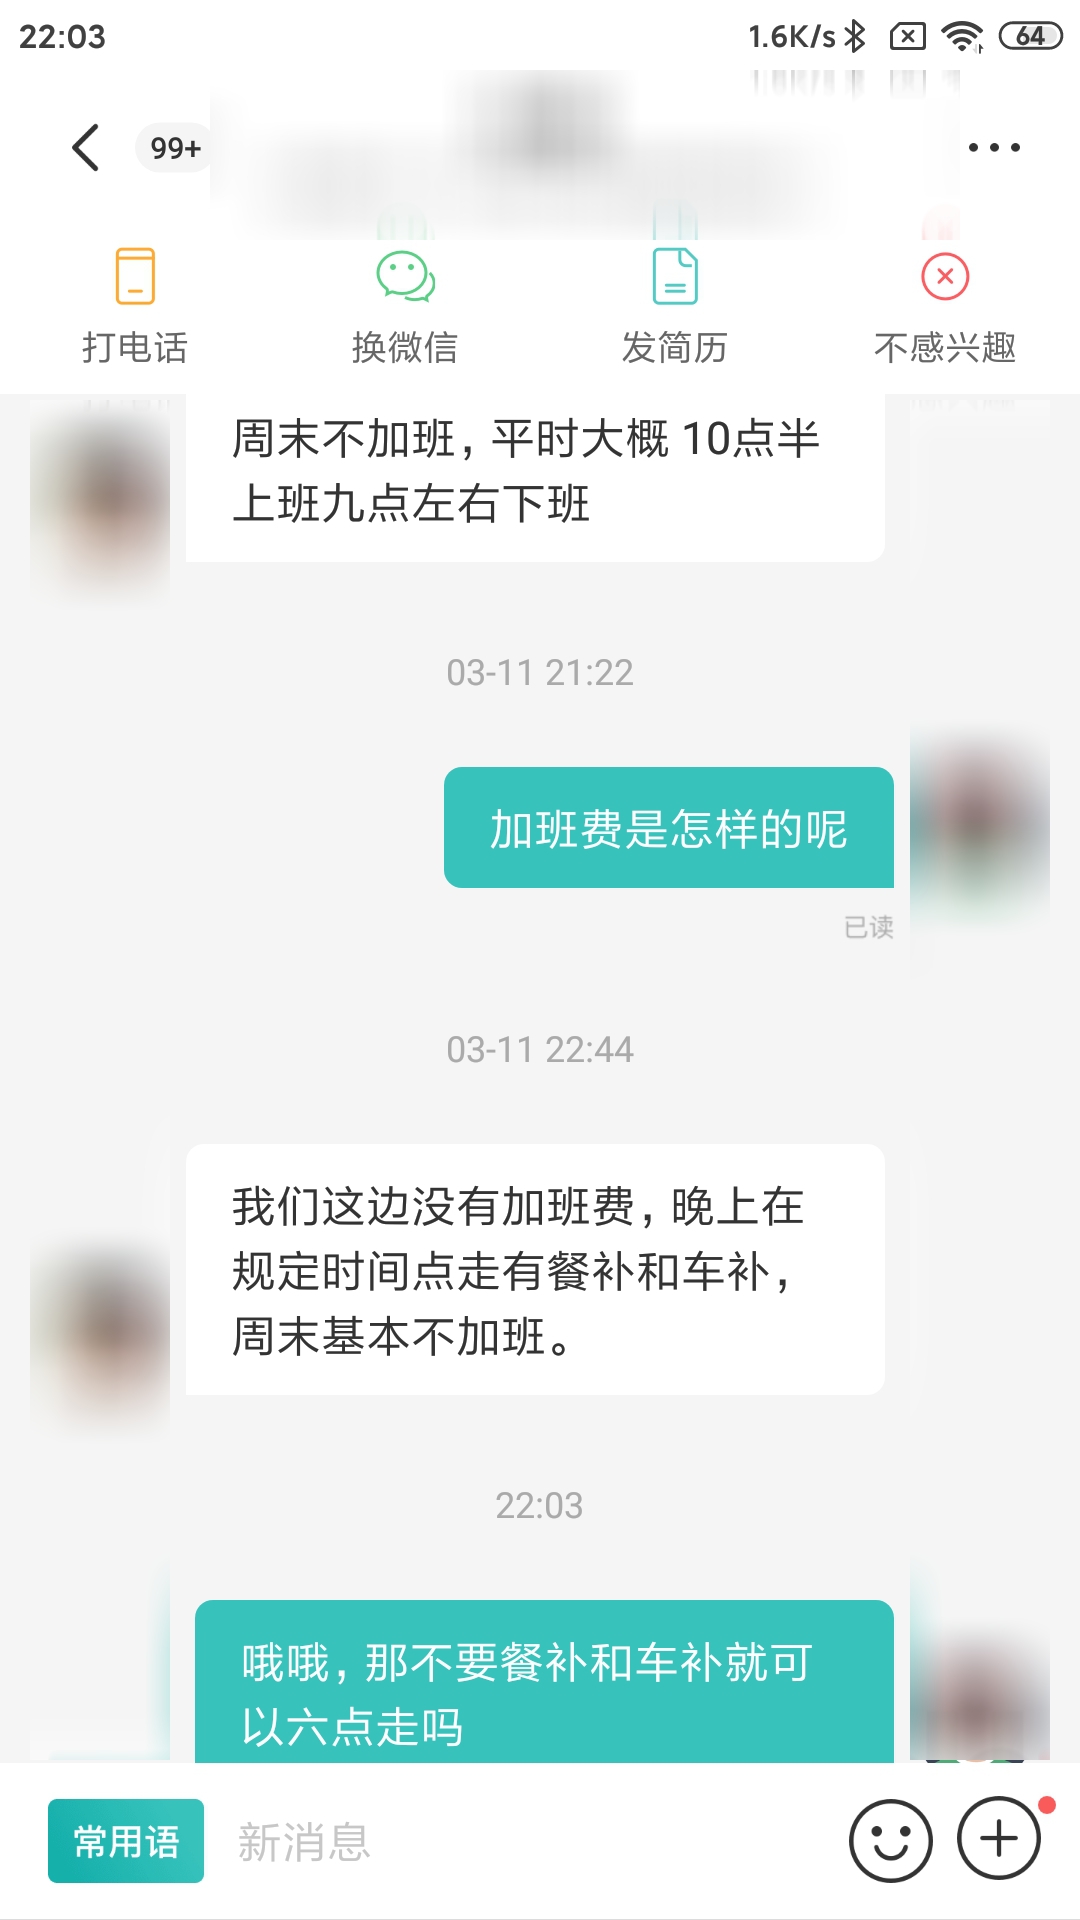 22:03
1.6K/s
64
99+
打电话
换微信
发简历
不感兴趣
周末不加班，平时大概 10点半
上班九点左右下班
03-11 21:22
加班费是怎样的呢
已读
03-11 22:44
我们这边没有加班费，晚上在
规定时间点走有餐补和车补，
周末基本不加班。
22:03
哦哦，那不要餐补和车补就可
以六点走吗
常用语
新消息